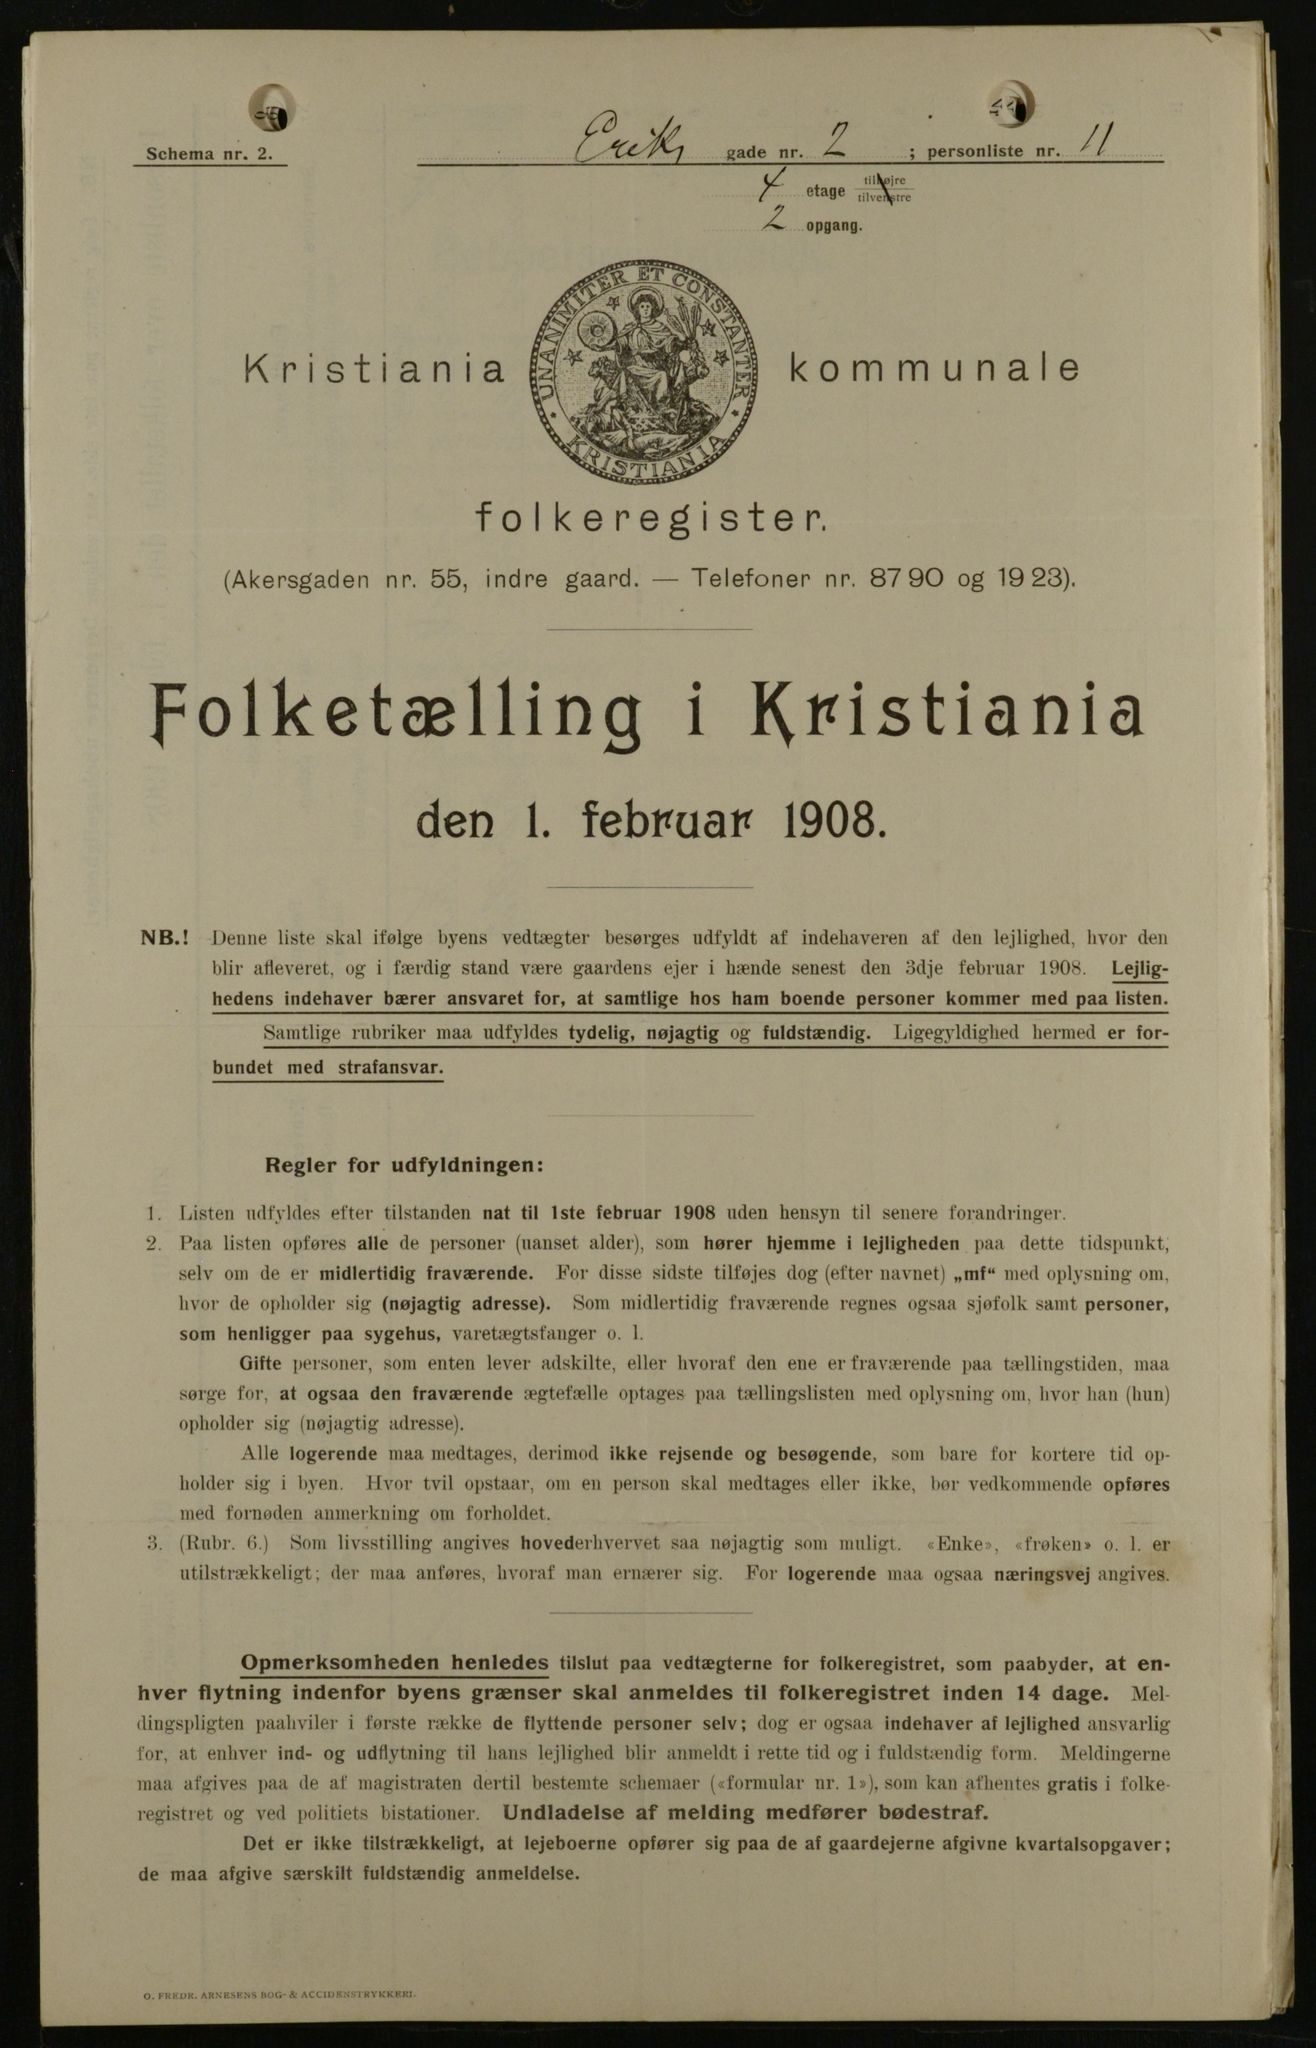 Schema nr. 2.
Eriks gade nr. 2 ; personliste nr. 11
4 etage til højre
tilvenstre
2 opgang.
UNANIMITER ET CONSTANTER
KRISTIANIA
Kristiania kommunale
folkeregister.
(Akersgaden nr. 55, indre gaard. — Telefoner nr. 87 90 og 19 23).
Folketælling i Kristiania
den 1. februar 1908.
NB.! Denne liste skal ifølge byens vedtægter besørges udfyldt af indehaveren af den lejlighed, hvor den
blir afleveret, og i færdig stand være gaardens ejer i hænde senest den 3dje februar 1908. Lejlig-
hedens indehaver bærer ansvaret for, at samtlige hos ham boende personer kommer med paa listen.
Samtlige rubriker maa udfyldes tydelig, nøjagtig og fuldstændig. Ligegyldighed hermed er for-
bundet med strafansvar.
Regler for udfyldningen:
1. Listen udfyldes efter tilstanden nat til 1ste februar 1908 uden hensyn til senere forandringer.
2. Paa listen opføres alle de personer (uanset alder), som hører hjemme i lejligheden paa dette tidspunkt,
selv om de er midlertidig fraværende. For disse sidste tilføjes dog (efter navnet) „mf“ med oplysning om,
hvor de opholder sig (nøjagtig adresse). Som midlertidig fraværende regnes ogsaa sjøfolk samt personer,
som henligger paa sygehus, varetægtsfanger o. l.
Gifte personer, som enten lever adskilte, eller hvoraf den ene er fraværende paa tællingstiden, maa
sørge for, at ogsaa den fraværende ægtefælle optages paa tællingslisten med oplysning om, hvor han (hun)
opholder sig (nøjagtig adresse).
Alle logerende maa medtages, derimod ikke rejsende og besøgende, som bare for kortere tid op-
holder sig i byen. Hvor tvil opstaar, om en person skal medtages eller ikke, bør vedkommende opføres
med fornøden anmerkning om forholdet.
3. (Rubr. 6.) Som livsstilling angives hovederhvervet saa nøjagtig som muligt. «Enke», «frøken» o. l. er
utilstrækkeligt; der maa anføres, hvoraf man ernærer sig. For logerende maa ogsaa næringsvej angives.
Opmerksomheden henledes tilslut paa vedtægterne for folkeregistret, som paabyder, at en-
hver flytning indenfor byens grænser skal anmeldes til folkeregistret inden 14 dage. Mel-
dingspligten paahviler i første række de flyttende personer selv; dog er ogsaa indehaver af lejlighed ansvarlig
for, at enhver ind- og udflytning til hans lejlighed blir anmeldt i rette tid og i fuldstændig form. Meldingerne
maa afgives paa de af magistraten dertil bestemte schemaer («formular nr. 1»), som kan afhentes gratis i folke-
registret og ved politiets bistationer. Undladelse af melding medfører bødestraf.
Det er ikke tilstrækkeligt, at lejeboerne opfører sig paa de af gaardejerne afgivne kvartalsopgaver;
de maa afgive særskilt fuldstændig anmeldelse.
O. FREDR. ARNESENS BOG- & ACCIDENSTRYKKERI.